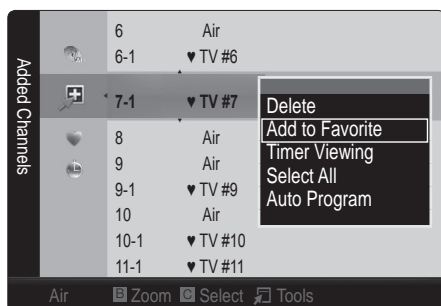 Added Channels
6 Air
6-1 ♥ TV #6
7-1 ♥ TV #7
8 Air
9 Air
9-1 ♥ TV #9
10 Air
10-1 ♥ TV #10
11-1 ♥ TV #11
Delete
Add to Favorite
Timer Viewing
Select All
Auto Program
Air B Zoom C Select Tools